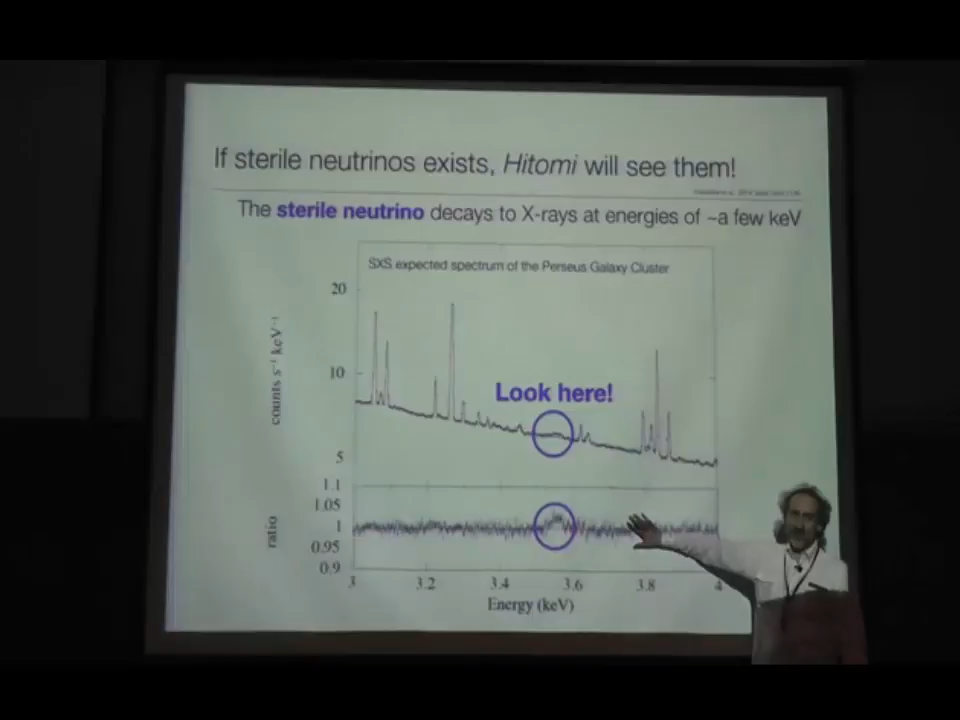 If sterile neutrinos exists, Hitomi will see them!
The sterile neutrino decays to X-rays at energies of ~a few keV
SXS expected spectrum of the Perseus Galaxy Cluster
20
10
5
counts s⁻¹ keV⁻¹
Look here!
1.1
1.05
1
0.95
0.9
ratio
3 3.2 3.4 3.6 3.8 4
Energy (keV)